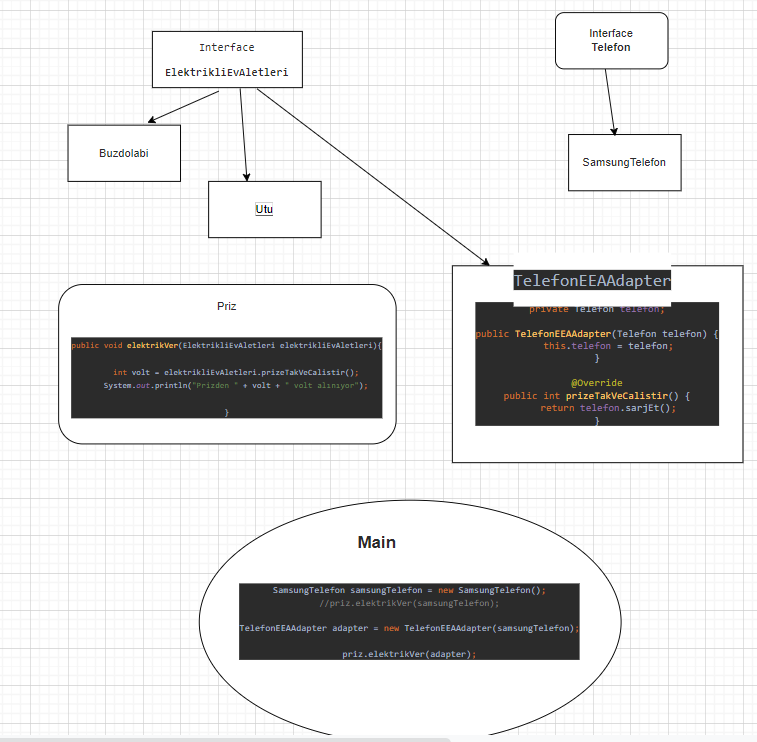 Interface
ElektrikliEvAletleri
Interface
Telefon
Buzdolabi
Utu
SamsungTelefon
TelefonEEAAdapter
private Telefon telefon;
public TelefonEEAAdapter(Telefon telefon) {
this.telefon = telefon;
}
@Override
public int prizeTakVeCalistir() {
return telefon.sarjEt();
}
Priz
public void elektrikVer(ElektrikliEvAletleri elektrikliEvAletleri){
int volt = elektrikliEvAletleri.prizeTakVeCalistir();
System.out.println("Prizden " + volt + " volt alınıyor");
}
Main
SamsungTelefon samsungTelefon = new SamsungTelefon();
//priz.elektrikVer(samsungTelefon);
TelefonEEAAdapter adapter = new TelefonEEAAdapter(samsungTelefon);
priz.elektrikVer(adapter);